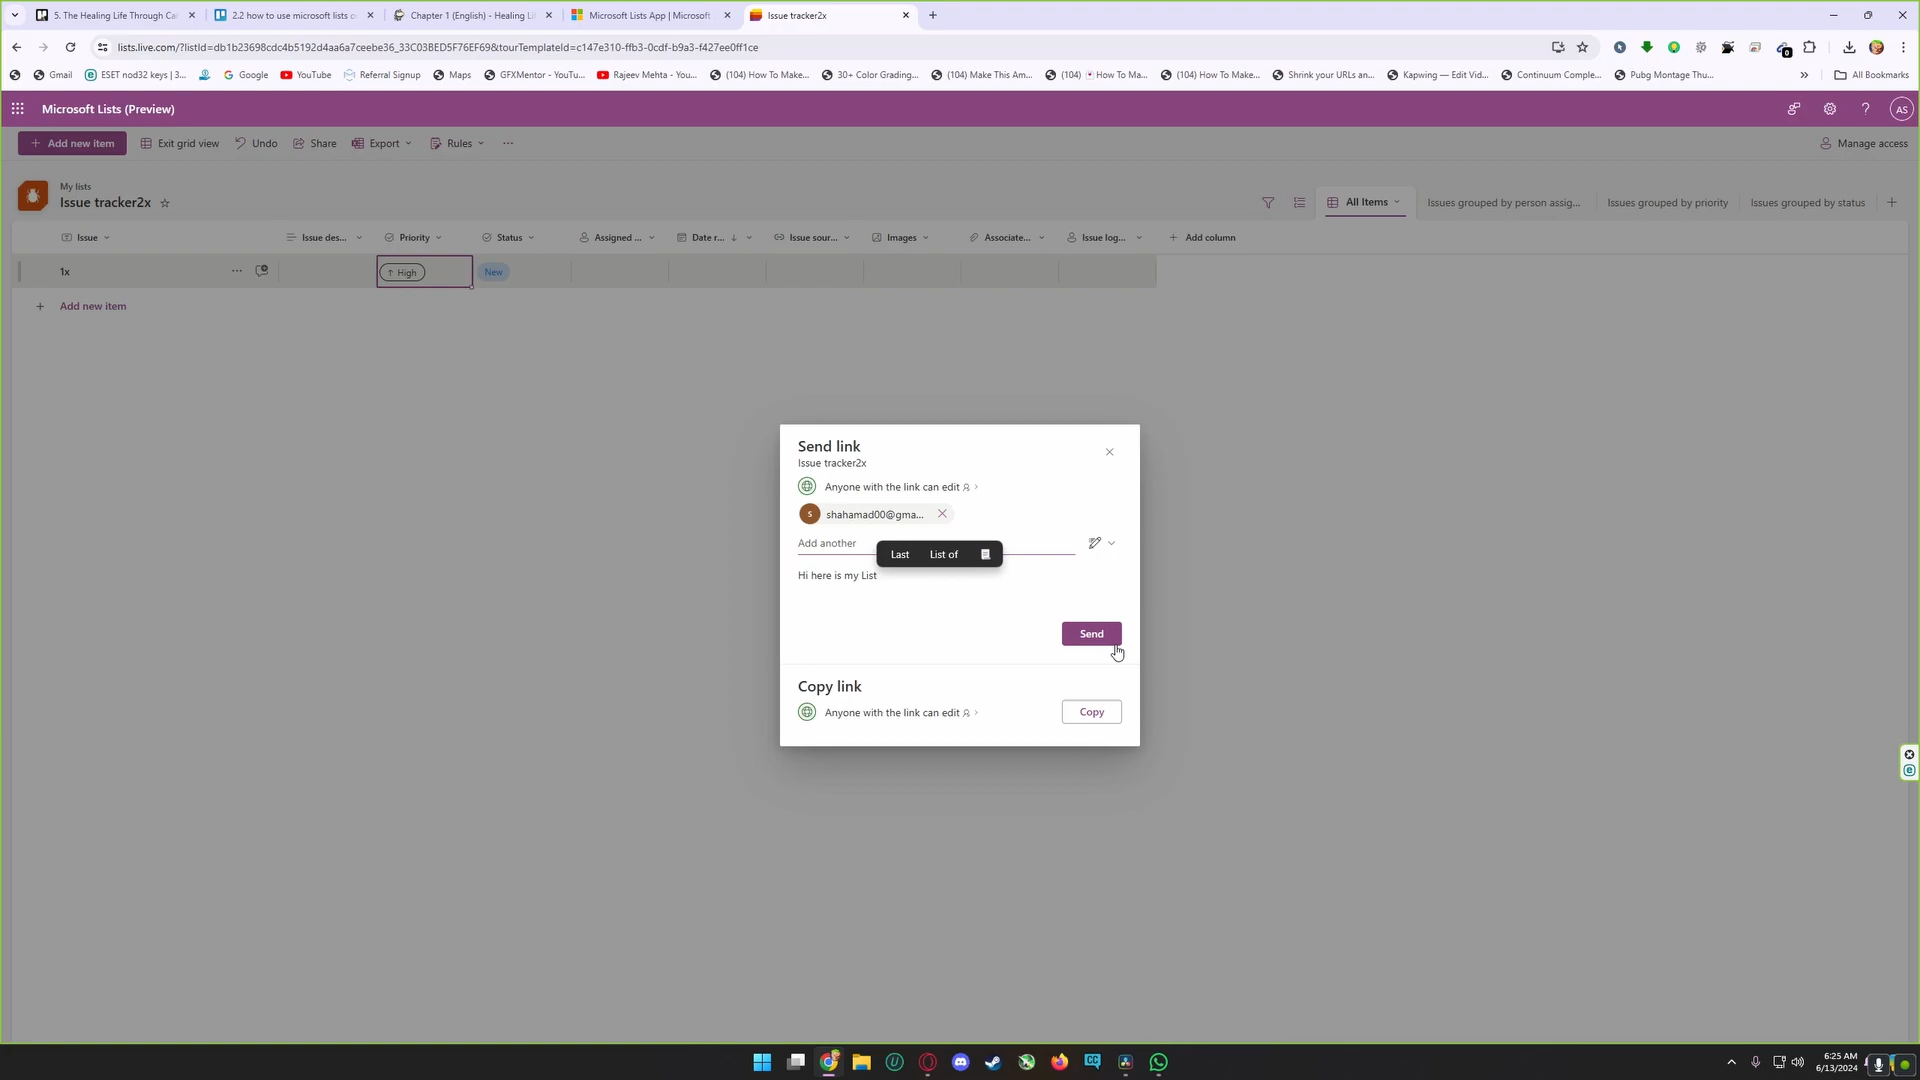 5. The Healing Life Through Ca
2.2 how to use microsoft lists o
Chapter 1 (English) - Healing Li
Microsoft Lists App | Microsoft
Issue tracker2x
lists.live.com/?listId=db1b23698cdc4b5192d4aa6a7ceebe36_33C03BED5F76EF69&tourTemplateId=c147e310-ffb3-0cdf-b9a3-f427ee0ff1ce
Gmail
ESET nod32 keys | 3...
Google
YouTube
Referral Signup
Maps
GFXMentor - YouTu...
Rajeev Mehta - You...
(104) How To Make...
30+ Color Grading...
(104) Make This Am...
(104) How To Ma...
(104) How To Make...
Shrink your URLs an...
Kapwing — Edit Vid...
Continuum Comple...
Pubg Montage Thu...
All Bookmarks
Microsoft Lists (Preview)
AS
Add new item
Exit grid view
Undo
Share
Export
Rules
Manage access
My lists
Issue tracker2x
All Items
Issues grouped by person assig...
Issues grouped by priority
Issues grouped by status
Issue
Issue des...
Priority
Status
Assigned ...
Date r...
Issue sour...
Images
Associate...
Issue log...
Add column
1x
High
New
Add new item
Send link
Issue tracker2x
Anyone with the link can edit
s
shahamad00@gma...
Add another
Last
List of
Hi here is my List
Send
Copy link
Anyone with the link can edit
Copy
6:25 AM
6/13/2024